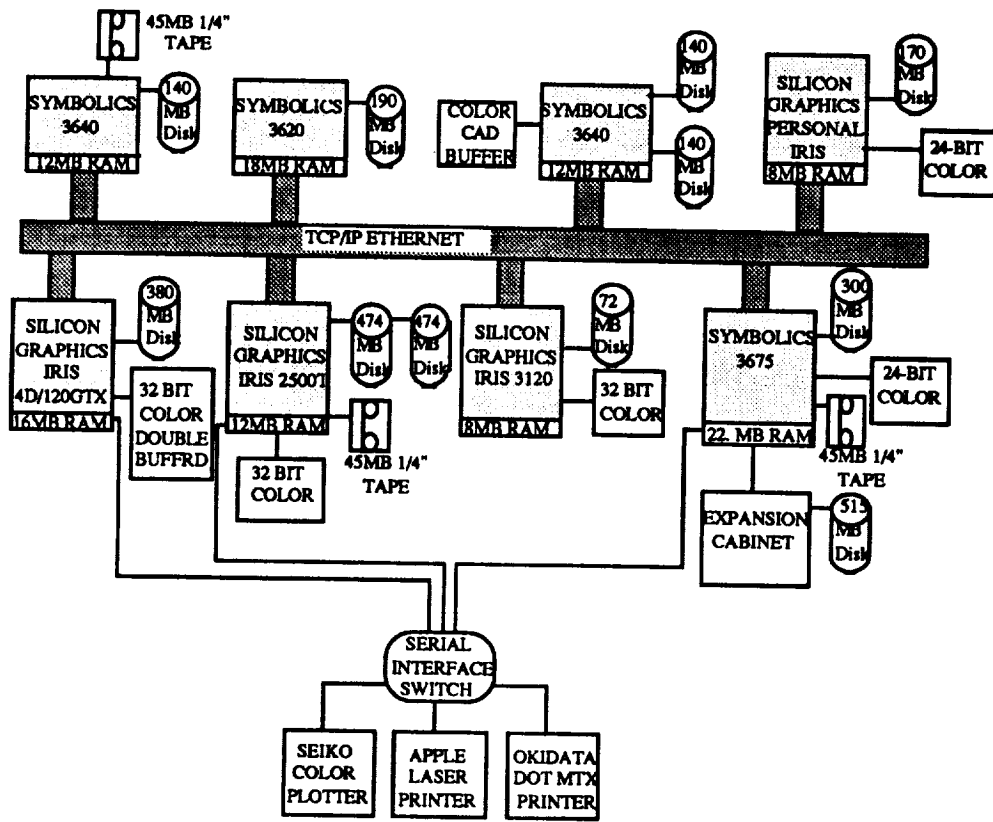 45MB 1/4"
TAPE
SYMBOLICS
3640
12MB RAM
140
MB
Disk
SYMBOLICS
3620
18MB RAM
190
MB
Disk
COLOR
CAD
BUFFER
SYMBOLICS
3640
12MB RAM
140
MB
Disk
140
MB
Disk
SILICON
GRAPHICS
PERSONAL
IRIS
8MB RAM
170
MB
Disk
24-BIT
COLOR
TCP/IP ETHERNET
SILICON
GRAPHICS
IRIS
4D/120GTX
16MB RAM
380
MB
Disk
32 BIT
COLOR
DOUBLE
BUFFRD
SILICON
GRAPHICS
IRIS 2500T
12MB RAM
474
MB
Disk
474
MB
Disk
32 BIT
COLOR
45MB 1/4"
TAPE
SILICON
GRAPHICS
IRIS 3120
8MB RAM
72
MB
Disk
32 BIT
COLOR
SYMBOLICS
3675
22. MB RAM
300
MB
Disk
24-BIT
COLOR
45MB 1/4"
TAPE
EXPANSION
CABINET
515
MB
Disk
SERIAL
INTERFACE
SWITCH
SEIKO
COLOR
PLOTTER
APPLE
LASER
PRINTER
OKIDATA
DOT MTX
PRINTER